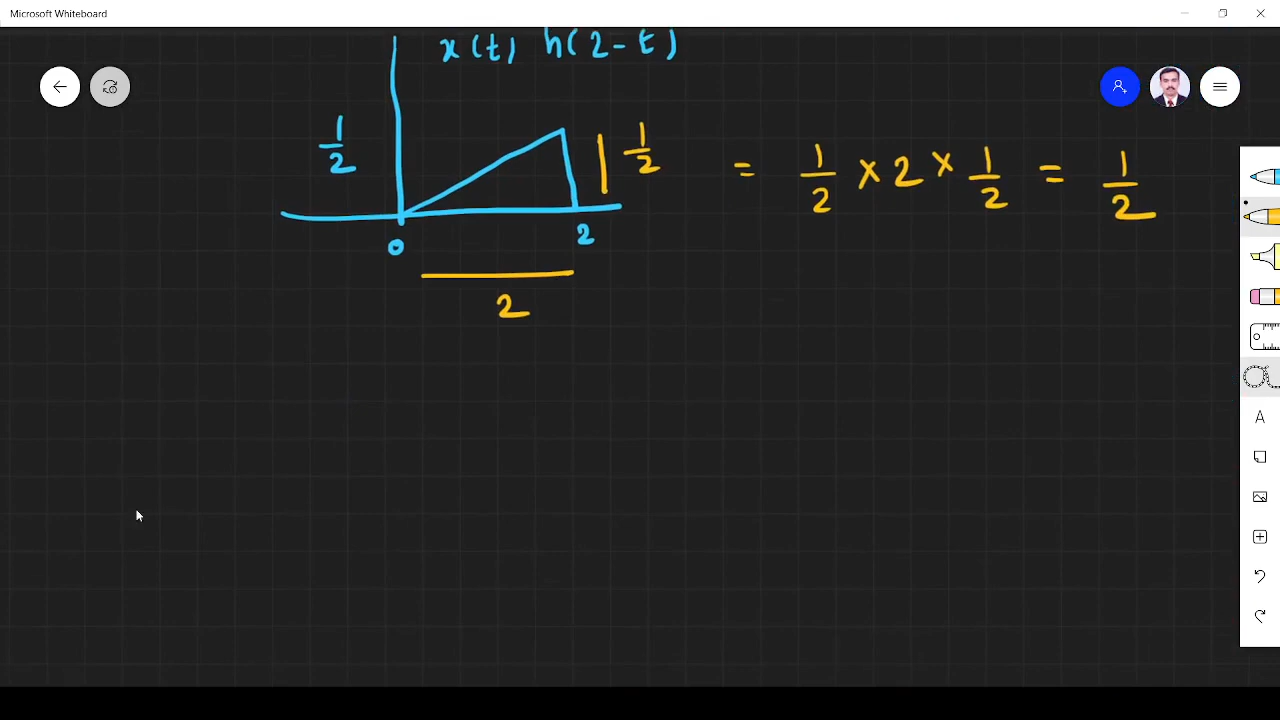 Microsoft Whiteboard
x(t) h(2-t)
1/2
1/2
= 1/2 × 2 × 1/2 = 1/2
0 2
2
A